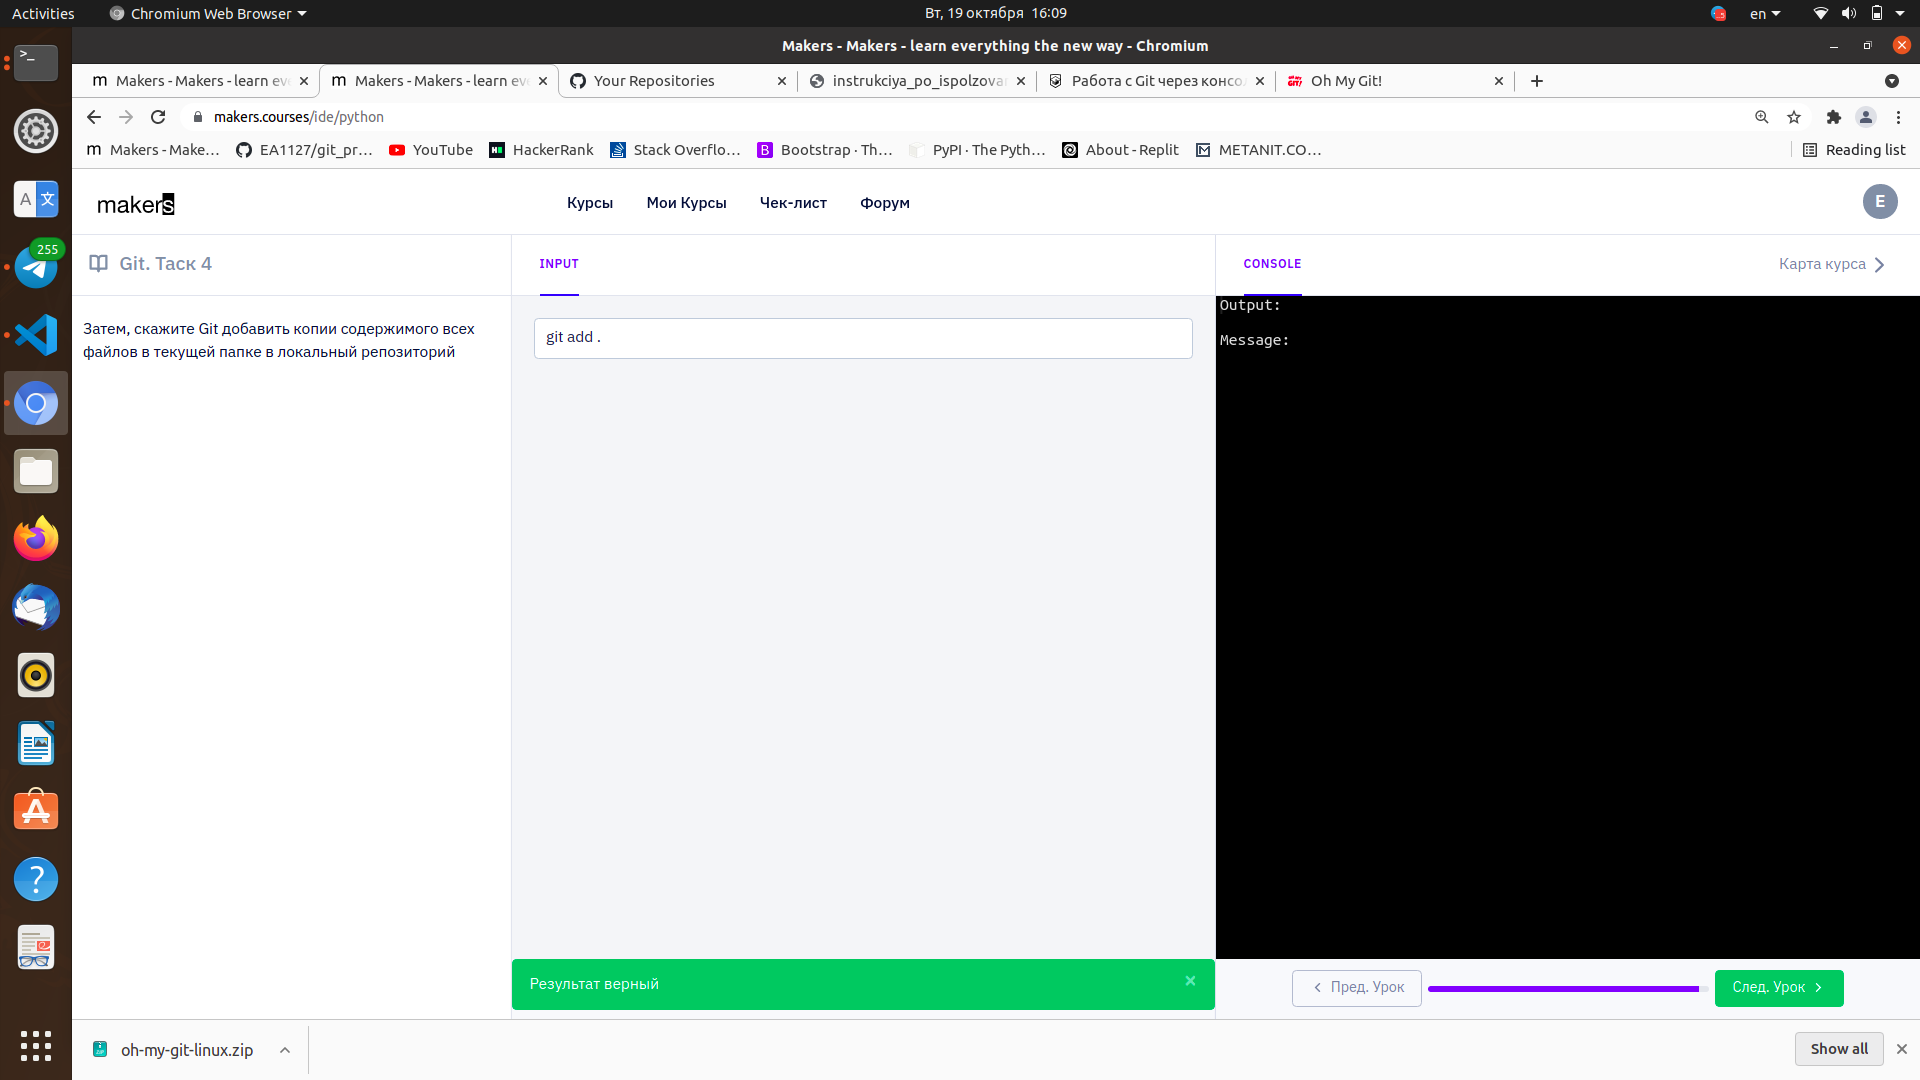 Activities
Chromium Web Browser
Вт, 19 октября 16:09
en
Makers - Makers - learn everything the new way - Chromium
Makers - Makers - learn eve
Makers - Makers - learn eve
Your Repositories
instrukciya_po_ispolzova
Работа с Git через консо
Oh My Git!
makers.courses/ide/python
Makers - Make...
EA1127/git_pr...
YouTube
HackerRank
Stack Overflo...
Bootstrap · Th...
PyPI · The Pyth...
About - Replit
METANIT.CO...
Reading list
makers
Курсы
Мои Курсы
Чек-лист
Форум
E
255
Git. Таск 4
INPUT
CONSOLE
Карта курса
Затем, скажите Git добавить копии содержимого всех
файлов в текущей папке в локальный репозиторий
git add .
Output:
Message:
Результат верный
Пред. Урок
След. Урок
oh-my-git-linux.zip
Show all